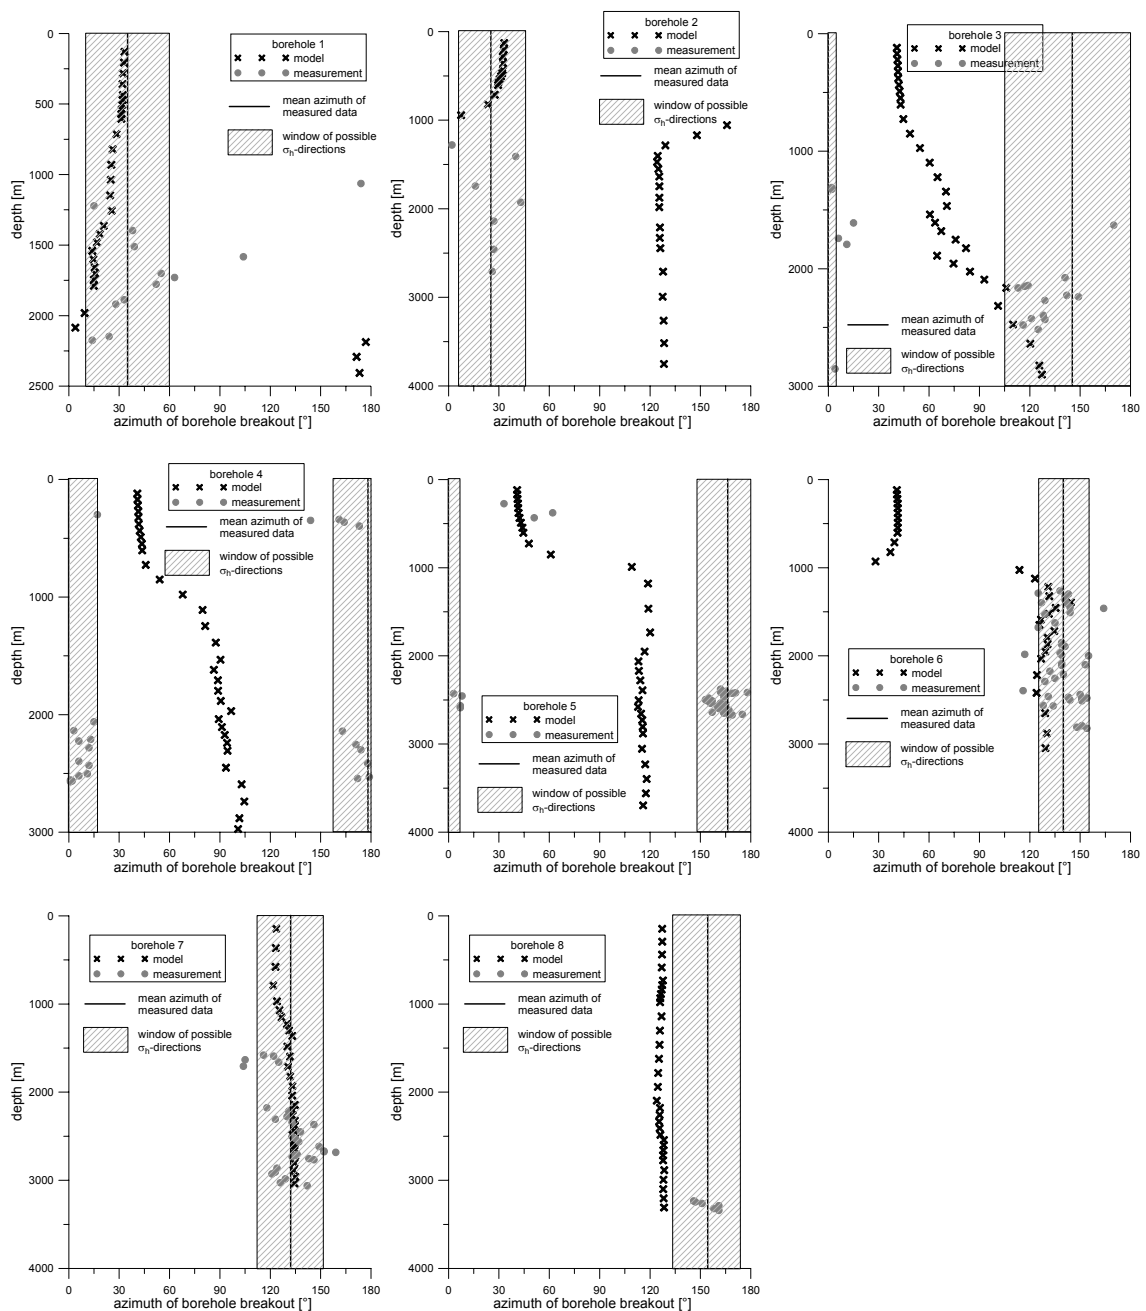 borehole 1
model
measurement
mean azimuth of
measured data
window of possible
σh-directions
0
500
1000
1500
2000
2500
depth [m]
0 30 60 90 120 150 180
azimuth of borehole breakout [°]
borehole 2
model
measurement
mean azimuth of
measured data
window of possible
σh-directions
0
1000
2000
3000
4000
depth [m]
0 30 60 90 120 150 180
azimuth of borehole breakout [°]
borehole 3
model
measurement
mean azimuth of
measured data
window of possible
σh-directions
0
1000
2000
3000
depth [m]
0 30 60 90 120 150 180
azimuth of borehole breakout [°]
borehole 4
model
measurement
mean azimuth of
measured data
window of possible
σh-directions
0
1000
2000
3000
depth [m]
0 30 60 90 120 150 180
azimuth of borehole breakout [°]
borehole 5
model
measurement
mean azimuth of
measured data
window of possible
σh-directions
0
1000
2000
3000
4000
depth [m]
0 30 60 90 120 150 180
azimuth of borehole breakout [°]
borehole 6
model
measurement
mean azimuth of
measured data
window of possible
σh-directions
0
1000
2000
3000
4000
depth [m]
0 30 60 90 120 150 180
azimuth of borehole breakout [°]
borehole 7
model
measurement
mean azimuth of
measured data
window of possible
σh-directions
0
1000
2000
3000
4000
depth [m]
0 30 60 90 120 150 180
azimuth of borehole breakout [°]
borehole 8
model
measurement
mean azimuth of
measured data
window of possible
σh-directions
0
1000
2000
3000
4000
depth [m]
0 30 60 90 120 150 180
azimuth of borehole breakout [°]